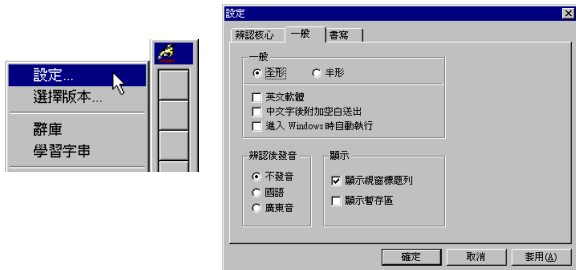 設定...
選擇版本...
辭庫
學習字串
設定
辨認核心 一般 書寫
一般
全形 半形
英文軟體
中文字後附加空白送出
進入 Windows 時自動執行
辨認後發音
不發音
國語
廣東音
顯示
顯示視窗標題列
顯示暫存區
確定 取消 套用(A)